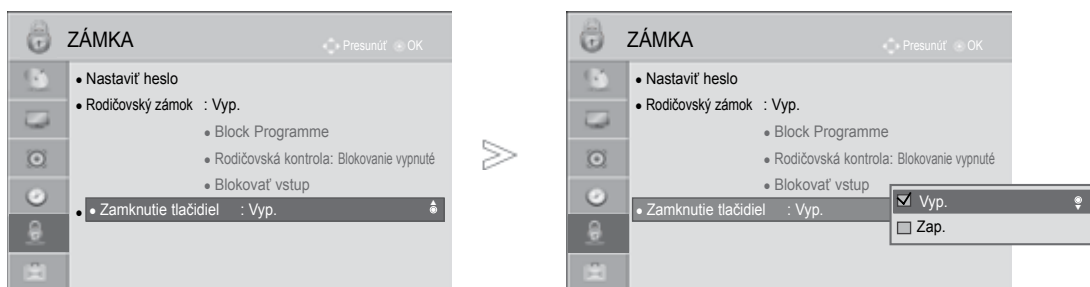 ZÁMKA
Presunúť OK
• Nastaviť heslo
• Rodičovský zámok : Vyp.
• Block Programme
• Rodičovská kontrola: Blokovanie vypnuté
• Blokovať vstup
• • Zamknutie tlačidiel : Vyp.
ZÁMKA
Presunúť OK
• Nastaviť heslo
• Rodičovský zámok : Vyp.
• Block Programme
• Rodičovská kontrola: Blokovanie vypnuté
• Blokovať vstup
• Zamknutie tlačidiel : Vyp.
Vyp.
Zap.